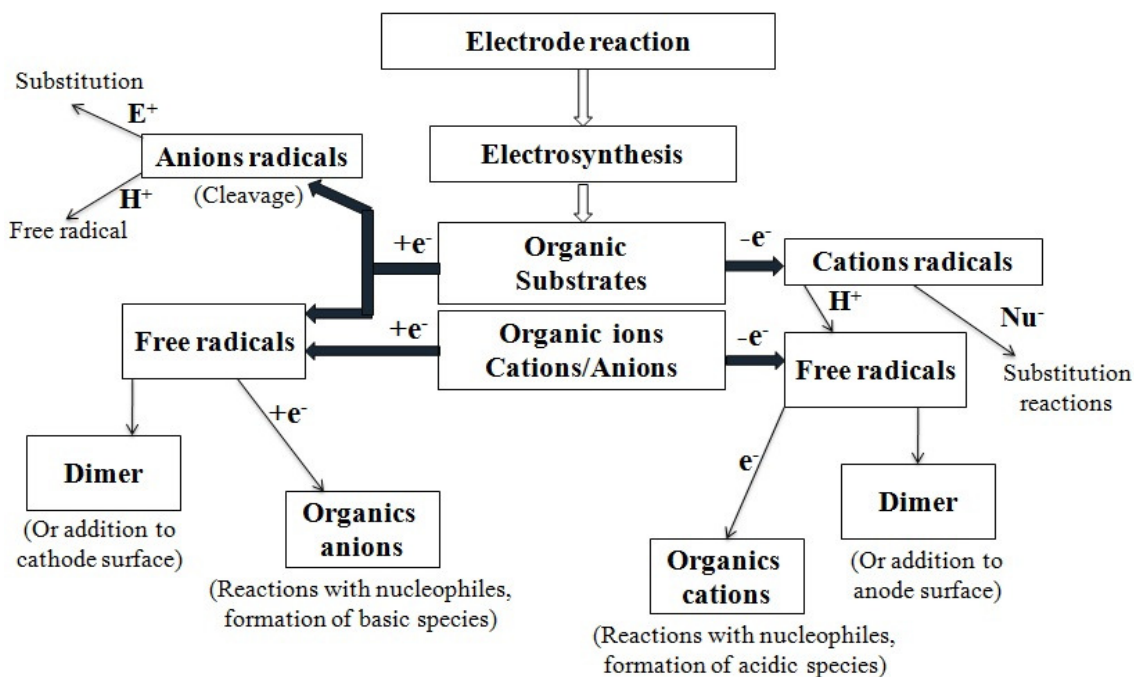 Electrode reaction
Substitution
E⁺
Anions radicals
(Cleavage)
H⁺
Free radical
Electrosynthesis
+e⁻
Organic
Substrates
-e⁻
Cations radicals
H⁺
Nu⁻
Substitution
reactions
Free radicals
+e⁻
Organic ions
Cations/Anions
-e⁻
Free radicals
+e⁻
Dimer
(Or addition to
cathode surface)
Organics
anions
(Reactions with nucleophiles,
formation of basic species)
e⁻
Organics
cations
(Reactions with nucleophiles,
formation of acidic species)
Dimer
(Or addition to
anode surface)